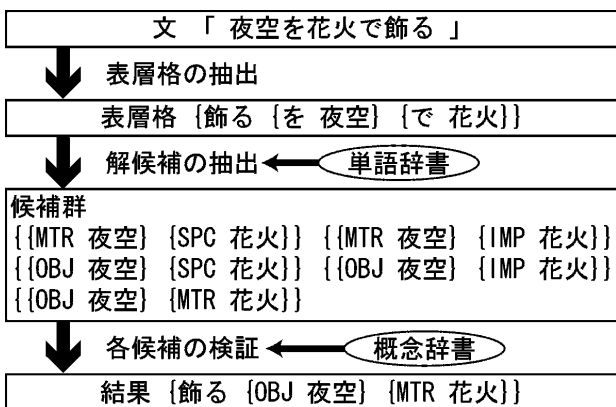 文 「 夜空を花火で飾る 」
表層格の抽出
表層格 {飾る {を 夜空} {で 花火}}
解候補の抽出
単語辞書
候補群
{{MTR 夜空} {SPC 花火}} {{MTR 夜空} {IMP 花火}}
{{OBJ 夜空} {SPC 花火}} {{OBJ 夜空} {IMP 花火}}
{{OBJ 夜空} {MTR 花火}}
各候補の検証
概念辞書
結果 {飾る {OBJ 夜空} {MTR 花火}}